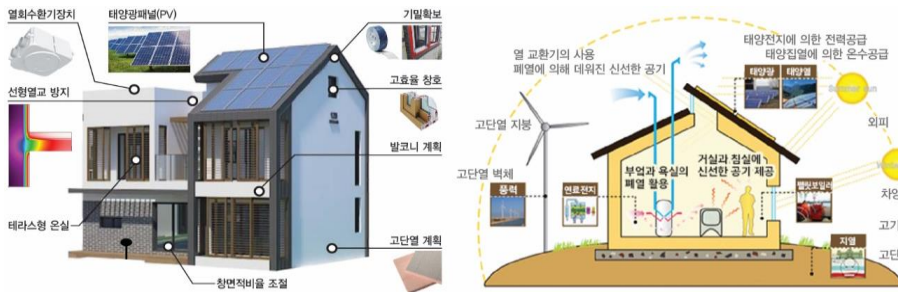 열회수환기장치
태양광패널(PV)
기밀확보
고효율 창호
선형열교 방지
발코니 계획
테라스형 온실
고단열 계획
창면적비율 조절
열 교환기의 사용
폐열에 의해 데워진 신선한 공기
태양전지에 의한 전력공급
태양집열에 의한 온수공급
태양광
태양열
Summer sun
외피
고단열 지붕
고단열 벽체
풍력
연료전지
부엌과 욕실의
폐열 활용
거실과 침실에
신선한 공기 제공
펠릿보일러
지열
차양
고기
고단